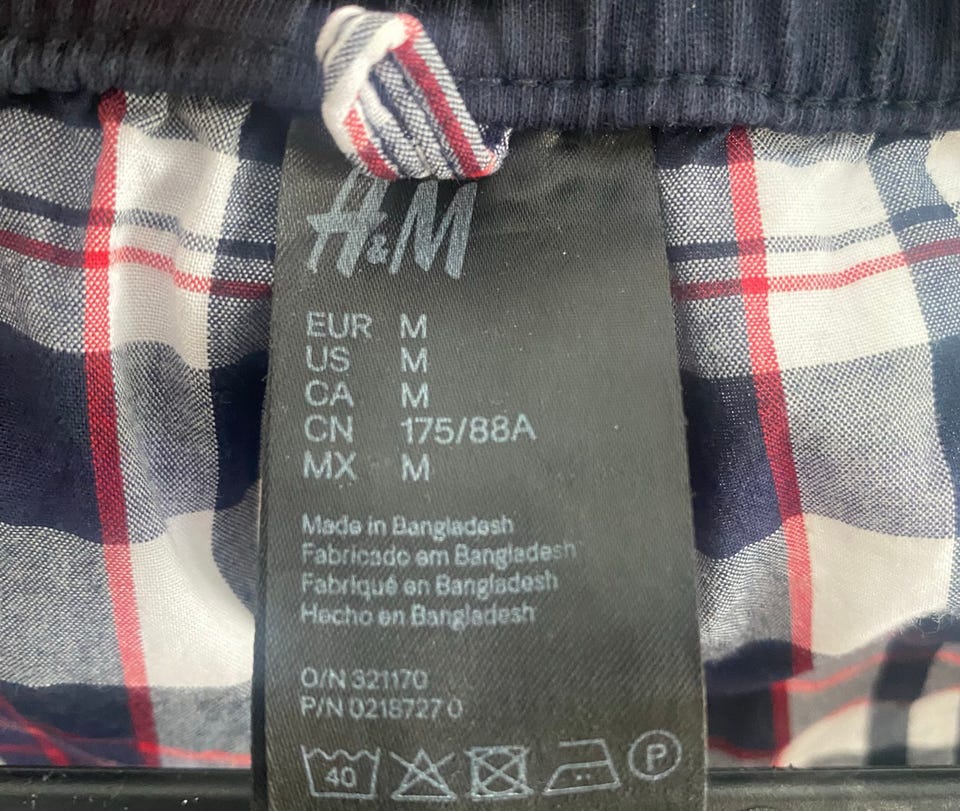 H&M
EUR M
US M
CA M
CN 175/88A
MX M
Made in Bangladesh
Fabricado em Bangladesh
Fabriqué en Bangladesh
Hecho en Bangladesh
O/N 321170
P/N 0218727 0
40
P